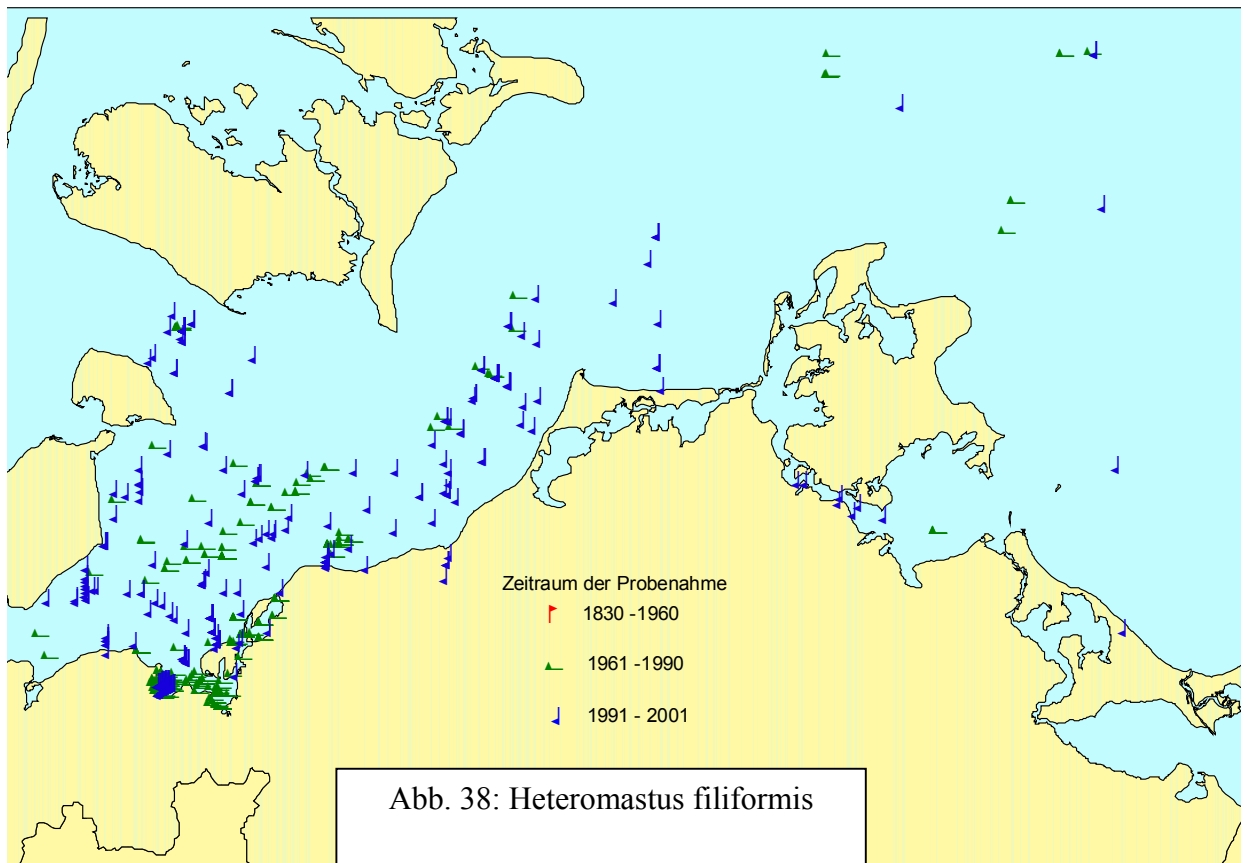 Zeitraum der Probenahme
1830 -1960
1961 -1990
1991 - 2001
Abb. 38: Heteromastus filiformis